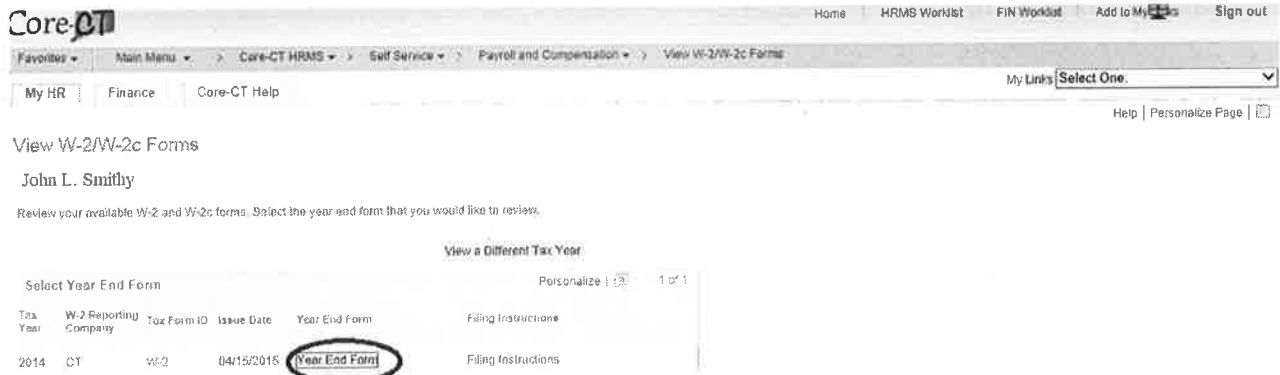 Core-CT
Home HRMS Worklist FIN Worklist Add to My Links Sign out
Favorites Main Menu > Core-CT HRMS > Self Service > Payroll and Compensation > View W-2/W-2c Forms
My Links Select One.
My HR Finance Core-CT Help
Help | Personalize Page |
View W-2/W-2c Forms
John L. Smithy
Review your available W-2 and W-2c forms. Select the year end form that you would like to review.
View a Different Tax Year
Select Year End Form Personalize | 1 of 1
Tax Year W-2 Reporting Company Tax Form ID Issue Date Year End Form Filing Instructions
2014 CT W-2 04/15/2015 Year End Form Filing Instructions